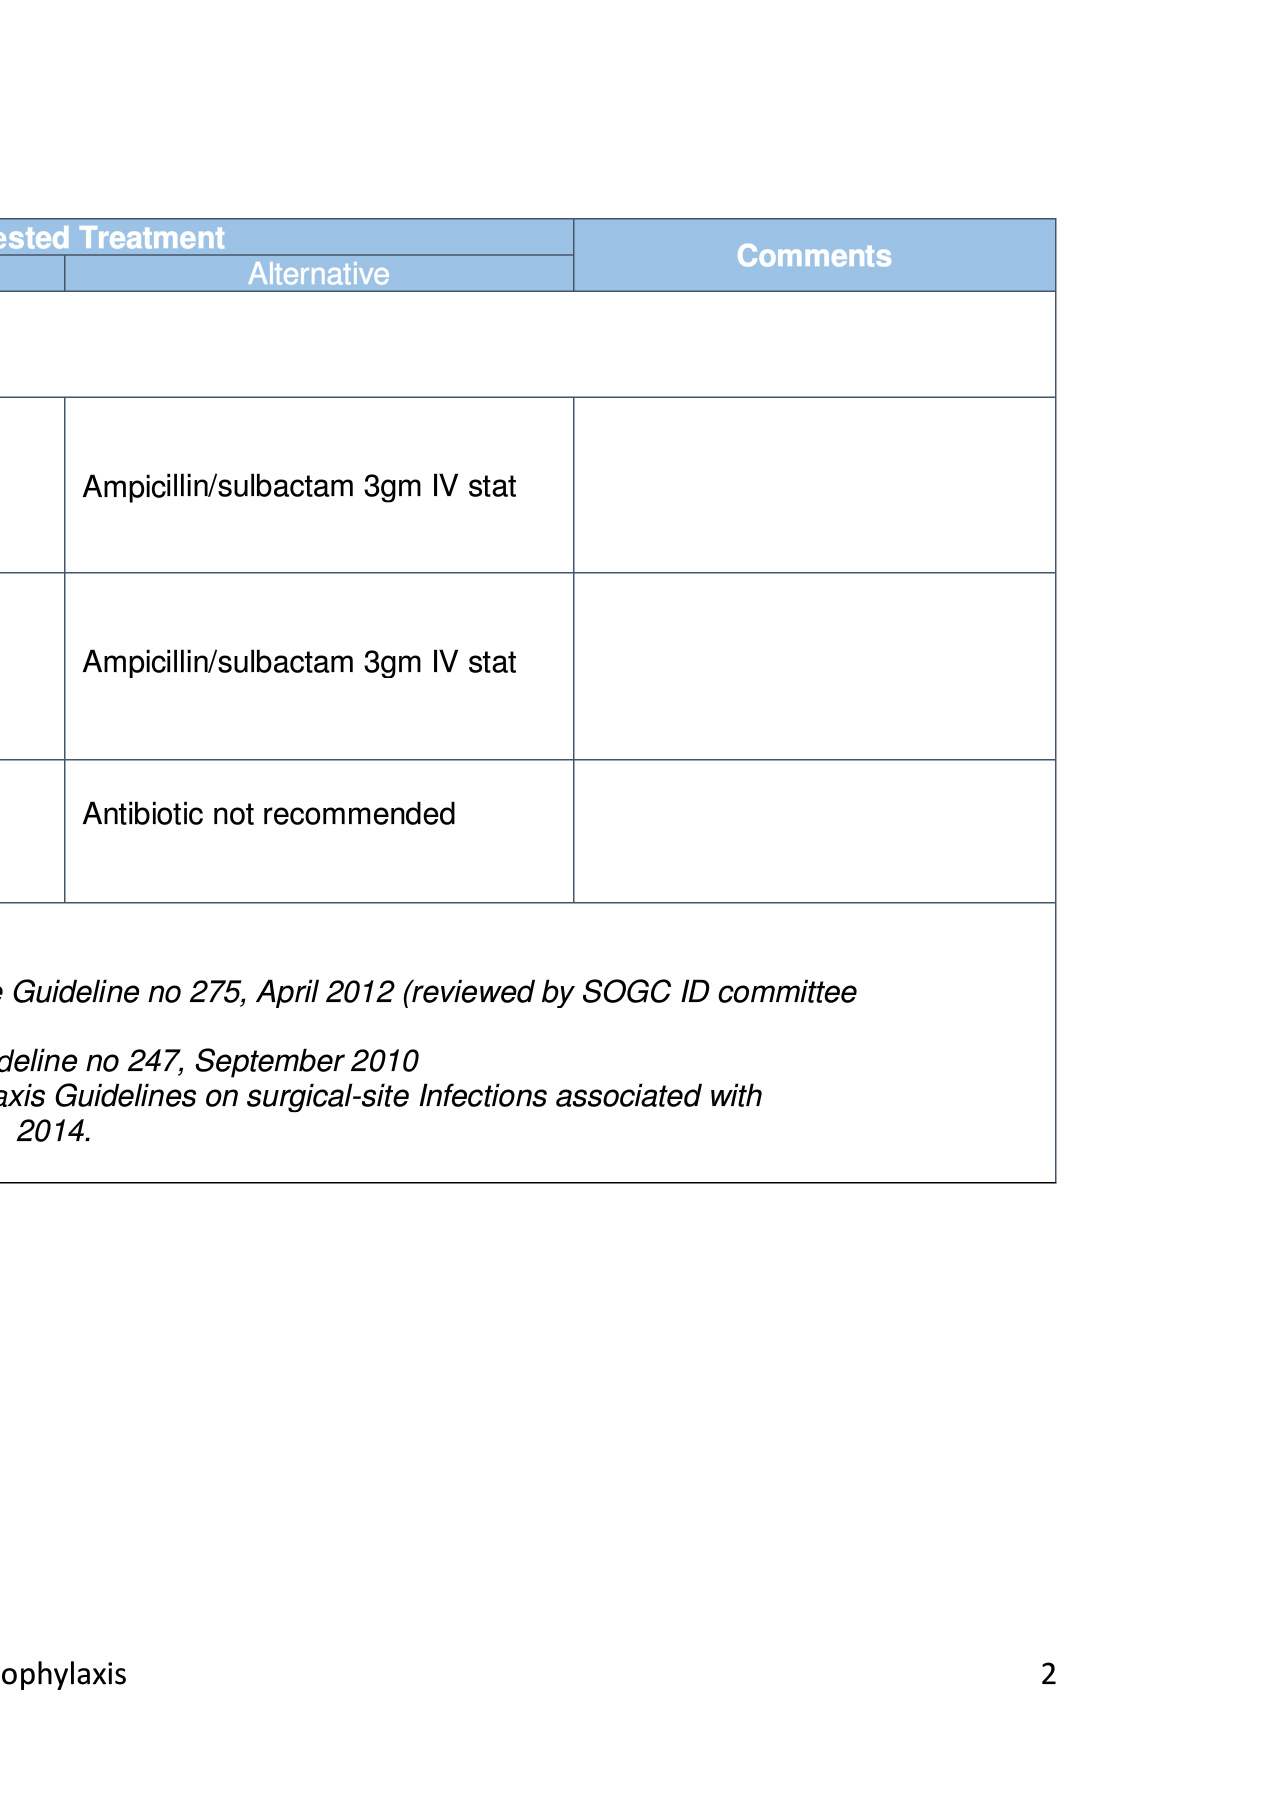 ested Treatment
Comments
Alternative
Ampicillin/sulbactam 3gm IV stat
Ampicillin/sulbactam 3gm IV stat
Antibiotic not recommended
e Guideline no 275, April 2012 (reviewed by SOGC ID committee
deline no 247, September 2010
axis Guidelines on surgical-site Infections associated with
2014.
ophylaxis 2